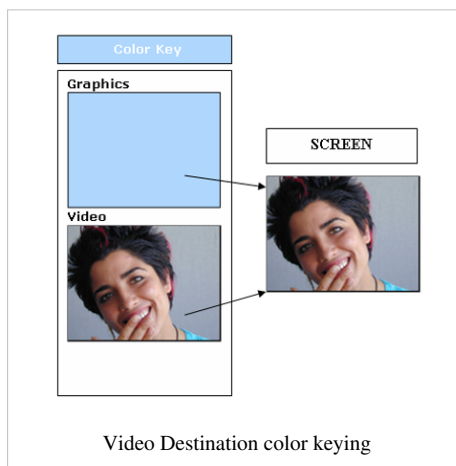 Color Key
Graphics
SCREEN
Video
Video Destination color keying